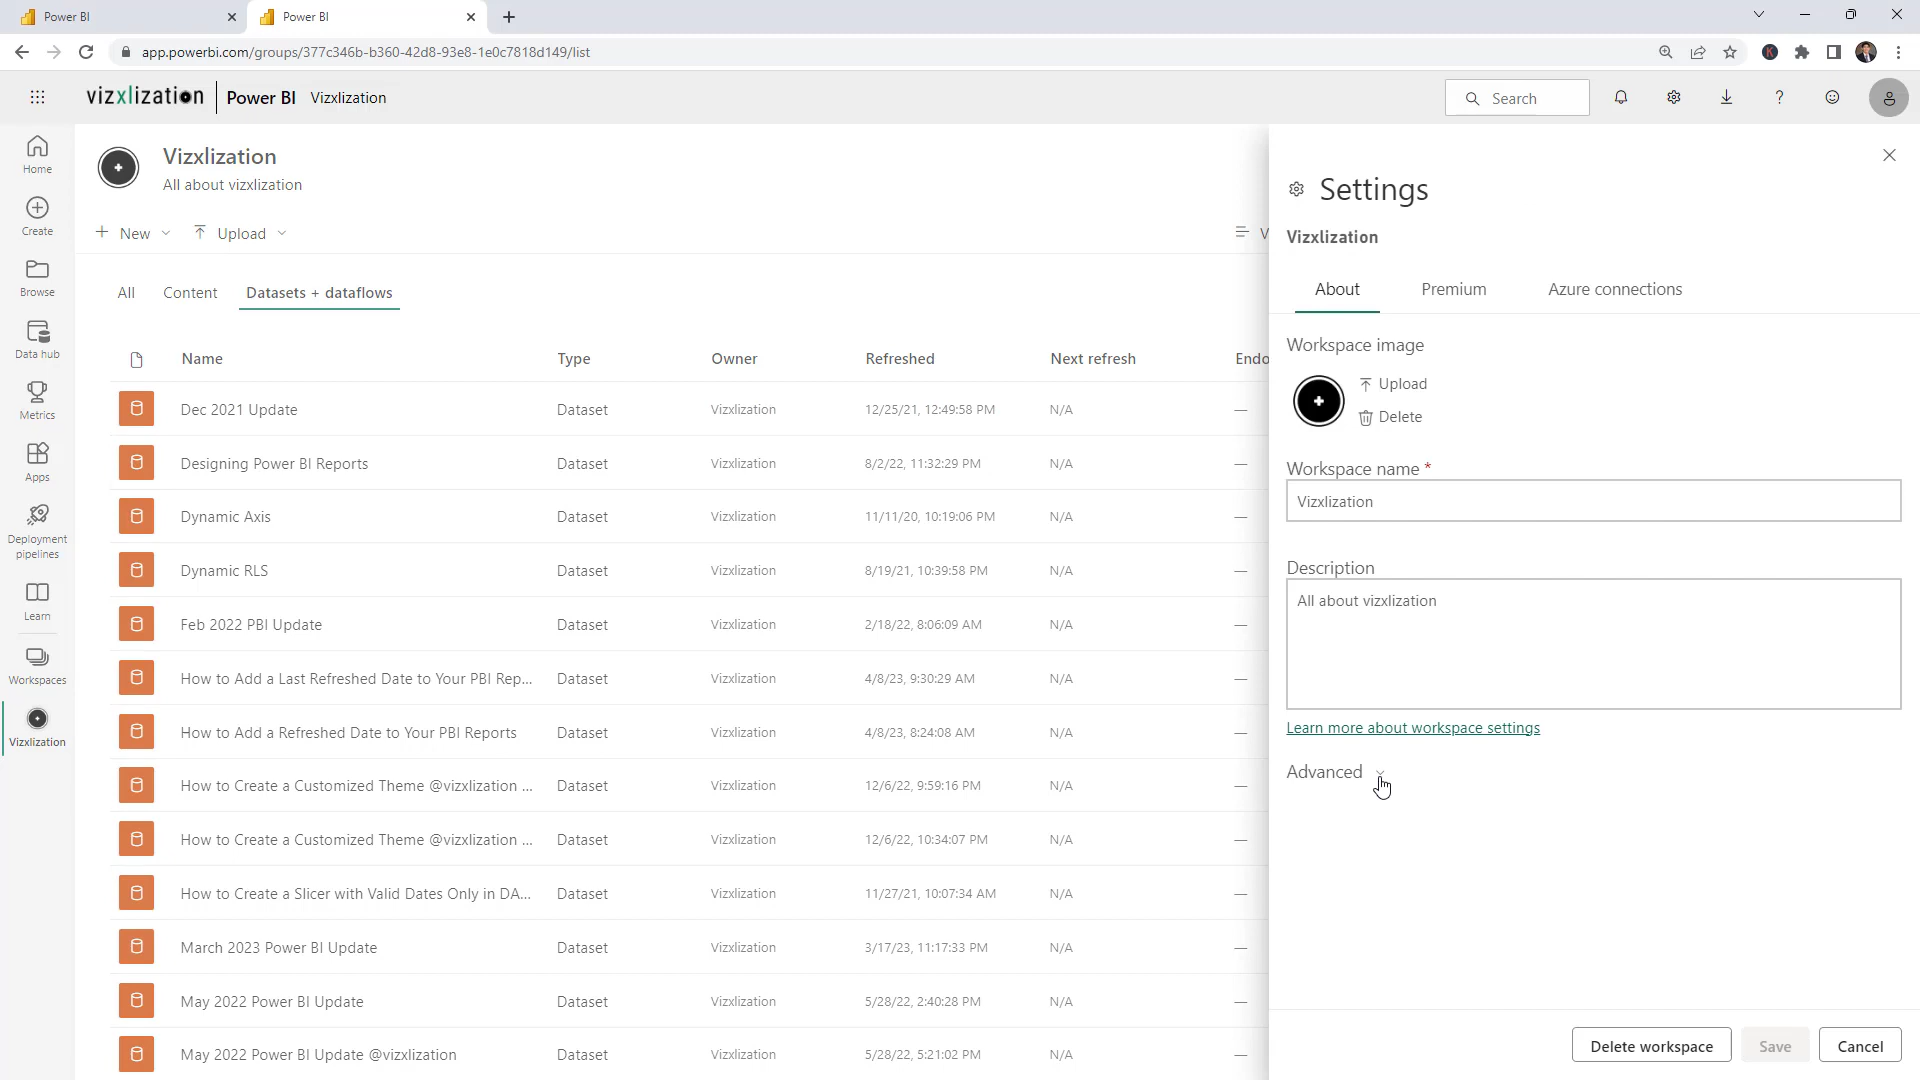 Power BI
Power BI
app.powerbi.com/groups/377c346b-b360-42d8-93e8-1e0c7818d149/list
K
vizxlization
Power BI
Vizxlization
Search
Home
Create
Browse
Data hub
Metrics
Apps
Deployment
pipelines
Learn
Workspaces
Vizxlization
Vizxlization
All about vizxlization
New
Upload
V
All
Content
Datasets + dataflows
Name Type Owner Refreshed Next refresh Endo
Dec 2021 Update Dataset Vizxlization 12/25/21, 12:49:58 PM N/A —
Designing Power BI Reports Dataset Vizxlization 8/2/22, 11:32:29 PM N/A —
Dynamic Axis Dataset Vizxlization 11/11/20, 10:19:06 PM N/A —
Dynamic RLS Dataset Vizxlization 8/19/21, 10:39:58 PM N/A —
Feb 2022 PBI Update Dataset Vizxlization 2/18/22, 8:06:09 AM N/A —
How to Add a Last Refreshed Date to Your PBI Rep... Dataset Vizxlization 4/8/23, 9:30:29 AM N/A —
How to Add a Refreshed Date to Your PBI Reports Dataset Vizxlization 4/8/23, 8:24:08 AM N/A —
How to Create a Customized Theme @vizxlization ... Dataset Vizxlization 12/6/22, 9:59:16 PM N/A —
How to Create a Customized Theme @vizxlization ... Dataset Vizxlization 12/6/22, 10:34:07 PM N/A —
How to Create a Slicer with Valid Dates Only in DA... Dataset Vizxlization 11/27/21, 10:07:34 AM N/A —
March 2023 Power BI Update Dataset Vizxlization 3/17/23, 11:17:33 PM N/A —
May 2022 Power BI Update Dataset Vizxlization 5/28/22, 2:40:28 PM N/A —
May 2022 Power BI Update @vizxlization Dataset Vizxlization 5/28/22, 5:21:02 PM N/A —
Settings
Vizxlization
About
Premium
Azure connections
Workspace image
Upload
Delete
Workspace name *
Vizxlization
Description
All about vizxlization
Learn more about workspace settings
Advanced
Delete workspace
Save
Cancel